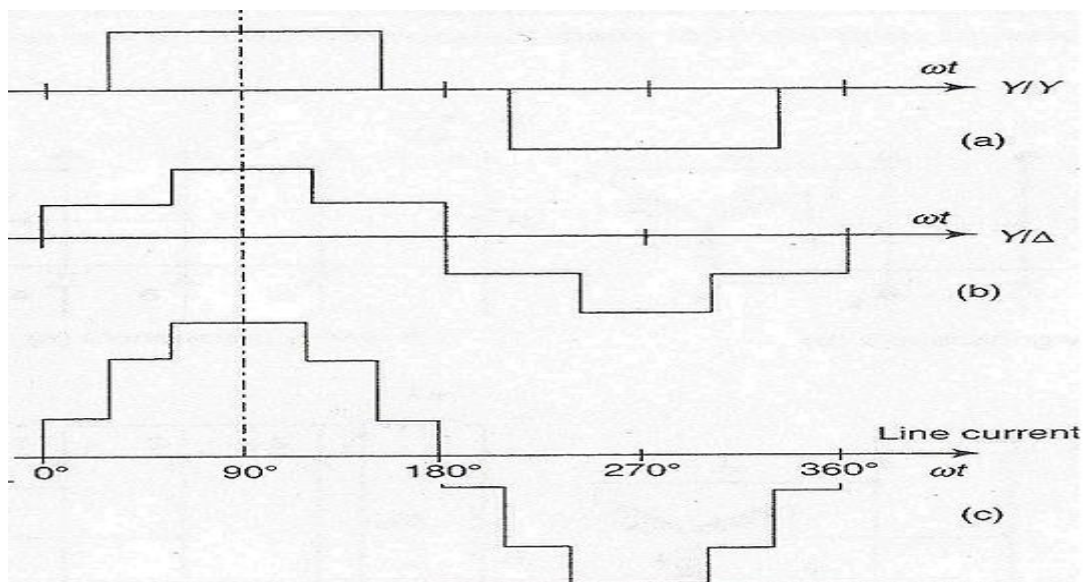 ωt
Y/Y
(a)
ωt
Y/Δ
(b)
Line current
0° 90° 180° 270° 360° ωt
(c)